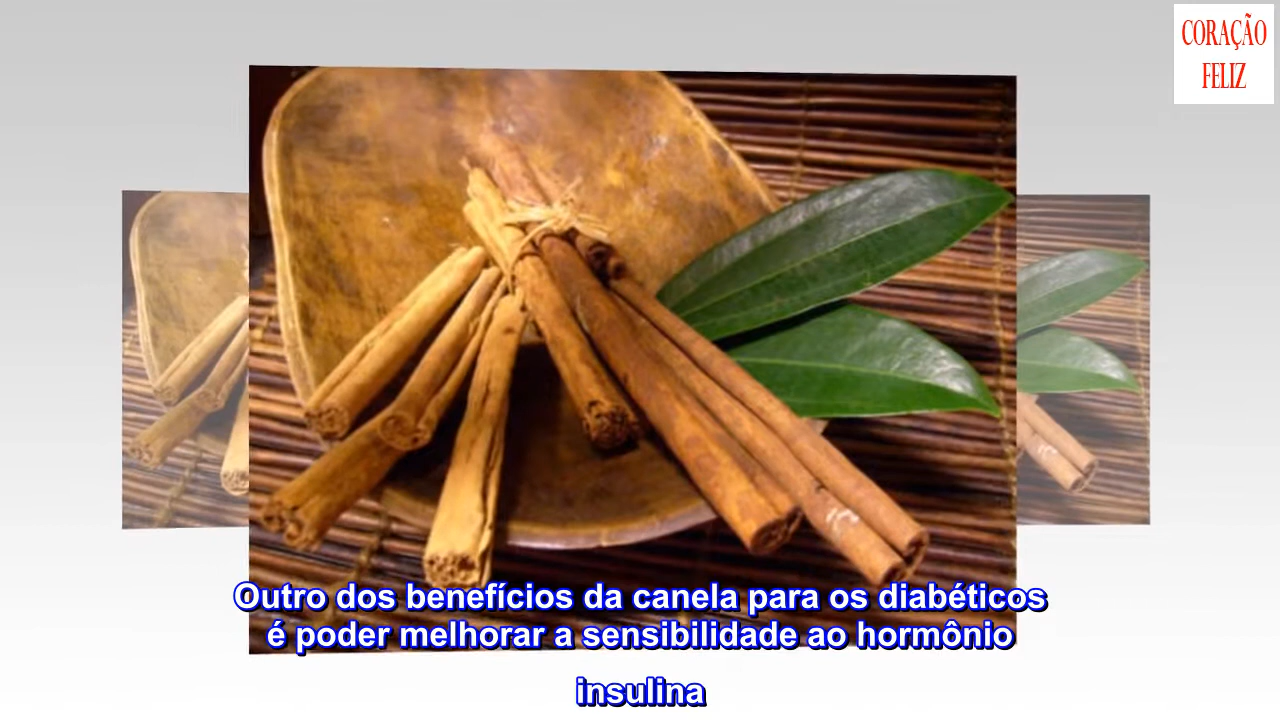 CORAÇÃO
FELIZ
Outro dos benefícios da canela para os diabéticos
é poder melhorar a sensibilidade ao hormônio
insulina